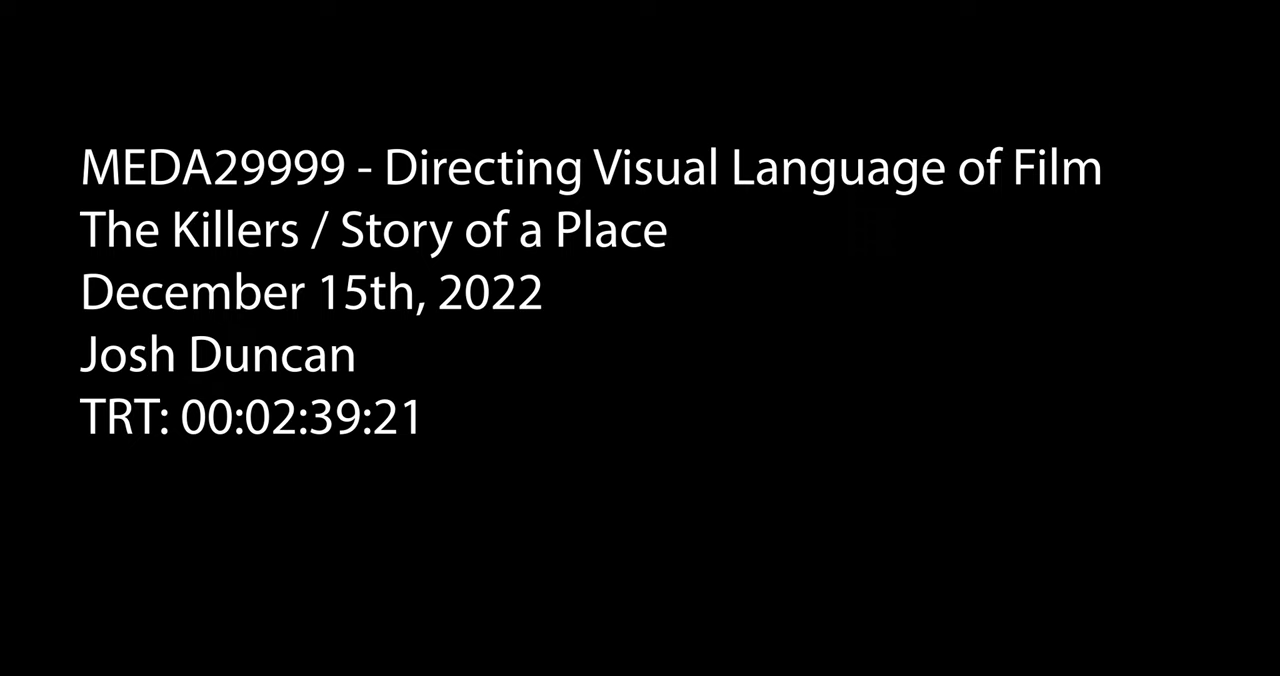 MEDA29999 - Directing Visual Language of Film
The Killers / Story of a Place
December 15th, 2022
Josh Duncan
TRT: 00:02:39:21